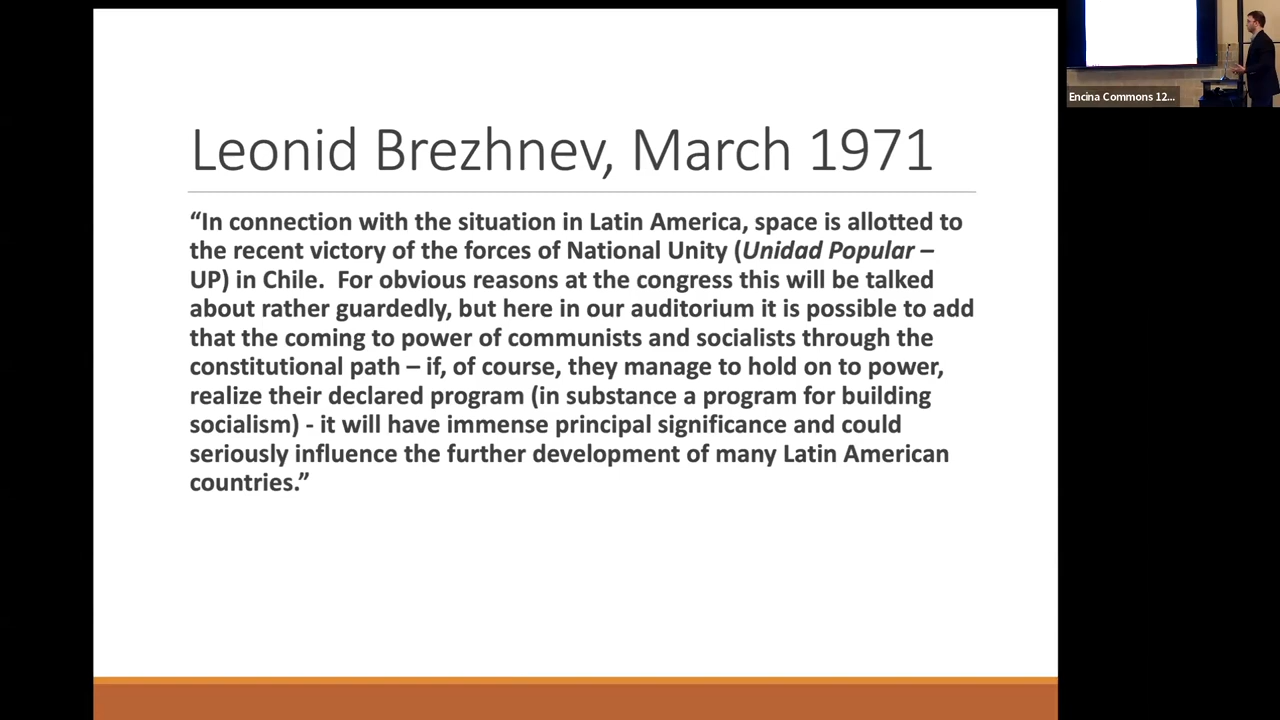 Leonid Brezhnev, March 1971
“In connection with the situation in Latin America, space is allotted to
the recent victory of the forces of National Unity (Unidad Popular –
UP) in Chile.  For obvious reasons at the congress this will be talked
about rather guardedly, but here in our auditorium it is possible to add
that the coming to power of communists and socialists through the
constitutional path – if, of course, they manage to hold on to power,
realize their declared program (in substance a program for building
socialism) - it will have immense principal significance and could
seriously influence the further development of many Latin American
countries.”
Encina Commons 12...